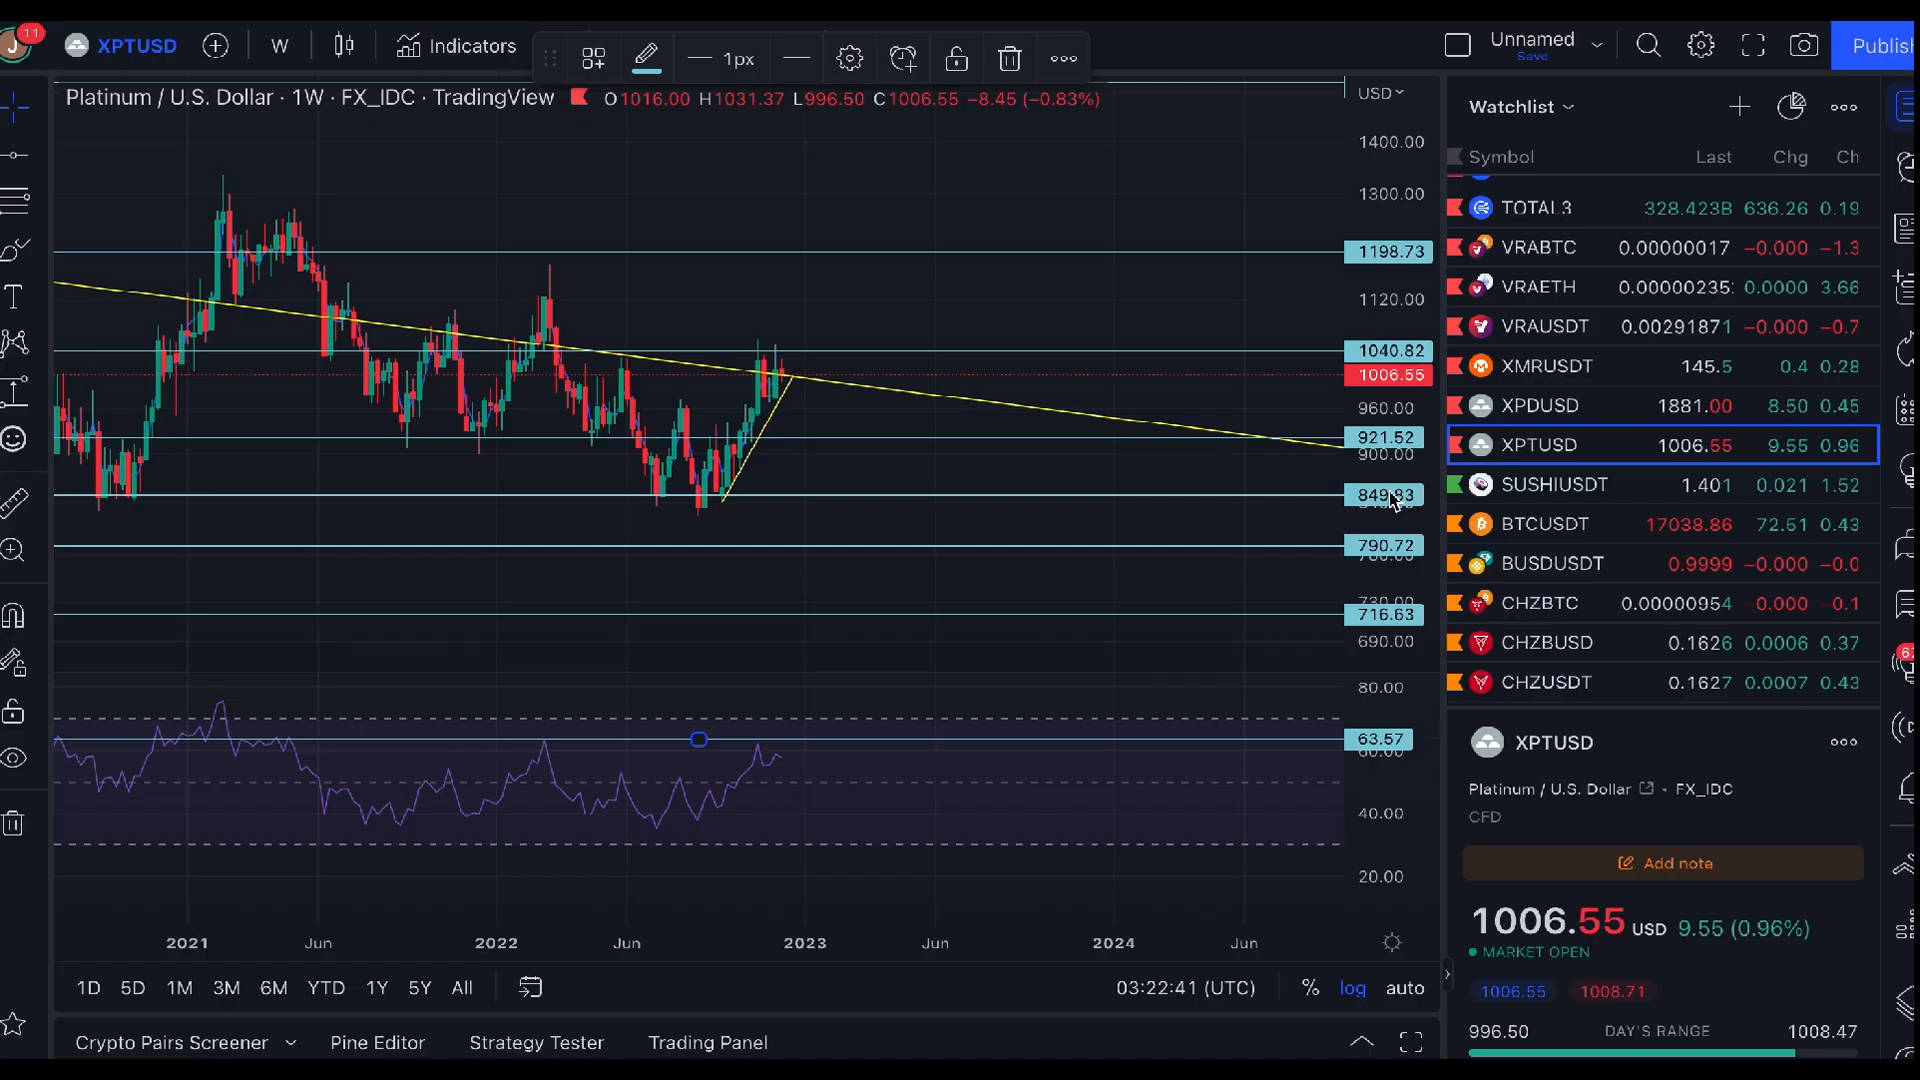 11
J
XPTUSD
W
Indicators
1px
Unnamed
Save
Publis
Platinum / U.S. Dollar · 1W · FX_IDC · TradingView
O1016.00 H1031.37 L996.50 C1006.55 −8.45 (−0.83%)
USD
1400.00
1300.00
1198.73
1120.00
1040.82
1006.55
960.00
921.52
900.00
849.83
790.72
716.63
690.00
80.00
63.57
60.00
40.00
20.00
2021 Jun 2022 Jun 2023 Jun 2024 Jun
1D 5D 1M 3M 6M YTD 1Y 5Y All
03:22:41 (UTC) % log auto
Crypto Pairs Screener Pine Editor Strategy Tester Trading Panel
Watchlist
Symbol Last Chg Ch
TOTAL3 328.423B 636.26 0.19
VRABTC 0.00000017 −0.000 −1.3
VRAETH 0.00000235 0.0000 3.66
VRAUSDT 0.00291871 −0.000 −0.7
XMRUSDT 145.5 0.4 0.28
XPDUSD 1881.00 8.50 0.45
XPTUSD 1006.55 9.55 0.96
SUSHIUSDT 1.401 0.021 1.52
BTCUSDT 17038.86 72.51 0.43
BUSDUSDT 0.9999 −0.000 −0.0
CHZBTC 0.00000954 −0.000 −0.1
CHZBUSD 0.1626 0.0006 0.37
CHZUSDT 0.1627 0.0007 0.43
XPTUSD
Platinum / U.S. Dollar • FX_IDC
CFD
Add note
1006.55 USD 9.55 (0.96%)
MARKET OPEN
1006.55 1008.71
996.50 DAY'S RANGE 1008.47